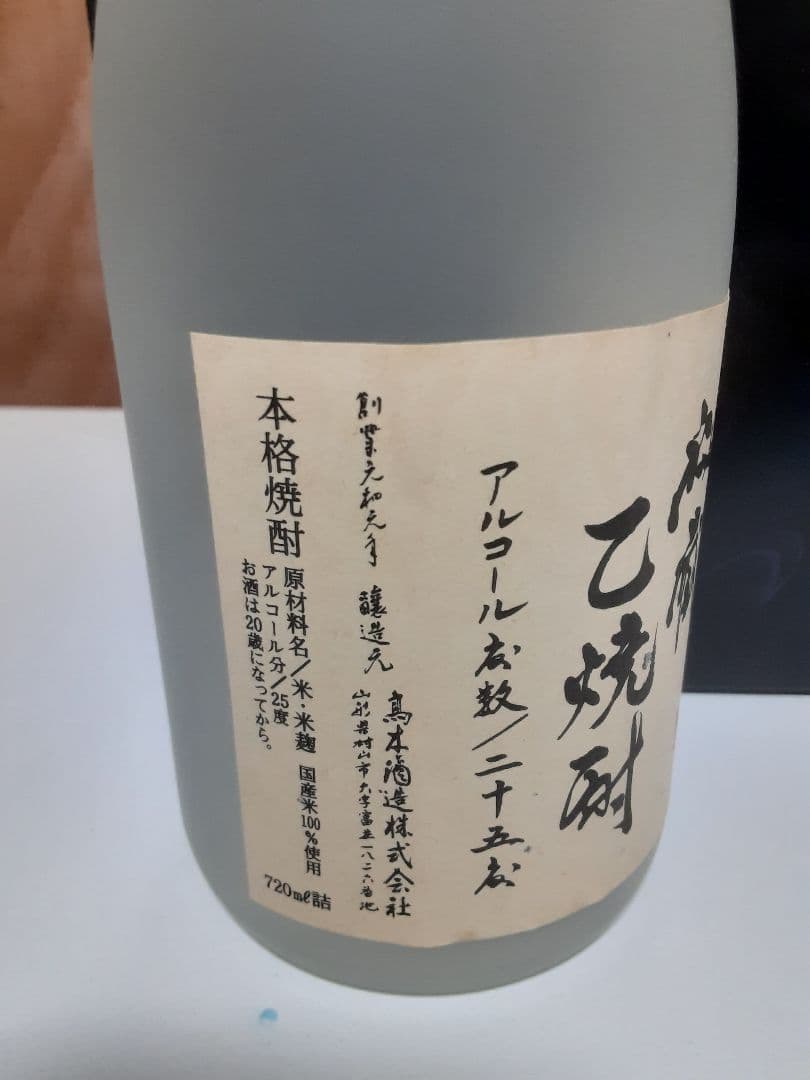 乙焼酎
アルコール度数/二十五度
創業元和元年 醸造元
高木酒造株式会社
山形県村山市大字富並一八二六番地
本格焼酎
原材料名/米・米麹 国産米100%使用
アルコール分/25度
お酒は20歳になってから。
720mℓ詰